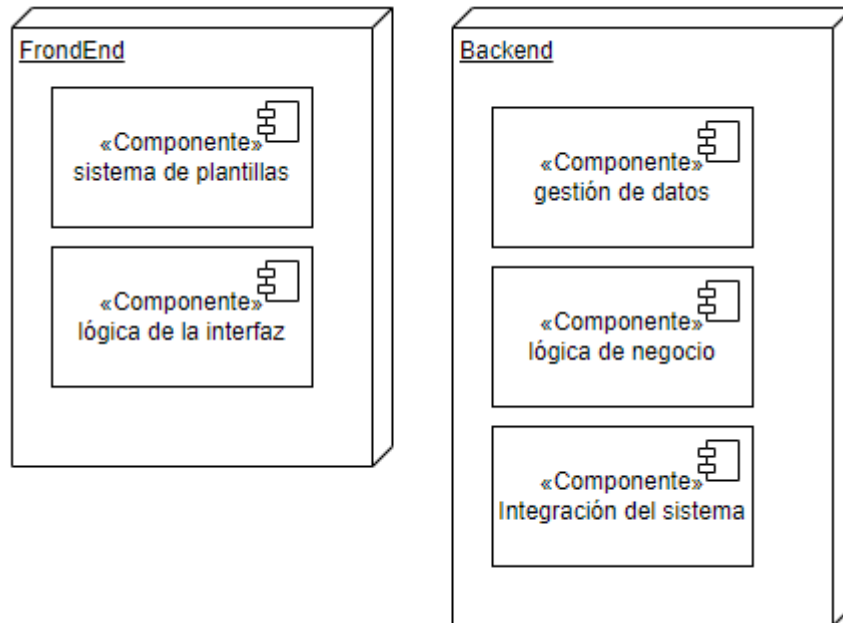 FrondEnd
«Componente»
sistema de plantillas
«Componente»
lógica de la interfaz
Backend
«Componente»
gestión de datos
«Componente»
lógica de negocio
«Componente»
Integración del sistema